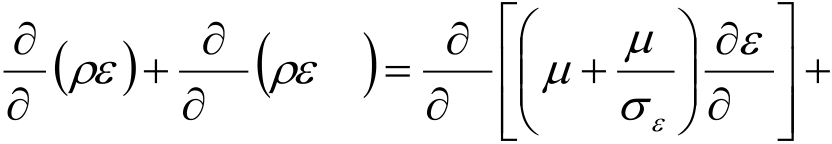 ∂/∂ (ρε) + ∂/∂ (ρε ) = ∂/∂ [(μ + μ/σ_ε) ∂ε/∂ ] +